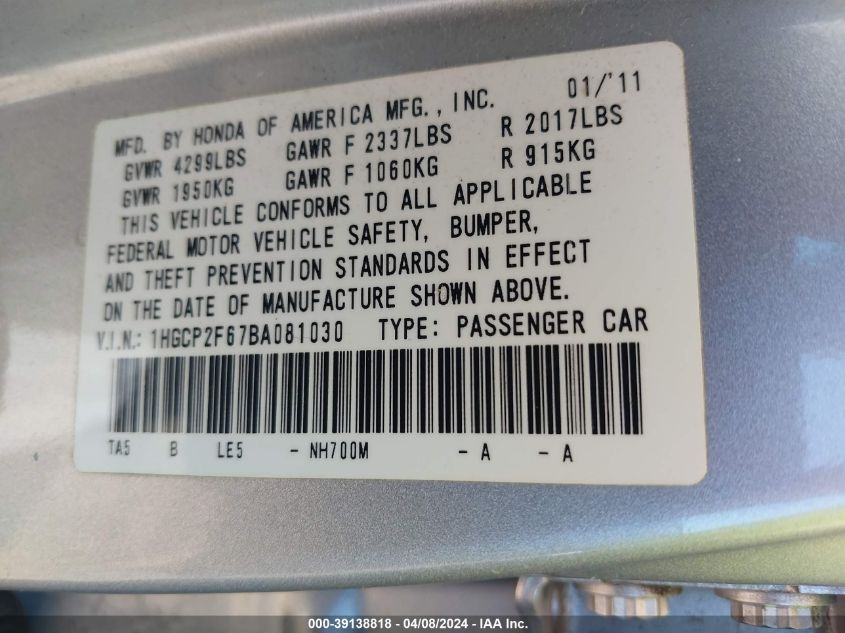 01/'11
MFD. BY HONDA OF AMERICA MFG., INC.
GVWR 4299LBS GAWR F 2337LBS R 2017LBS
GVWR 1950KG GAWR F 1060KG R 915KG
THIS VEHICLE CONFORMS TO ALL APPLICABLE
FEDERAL MOTOR VEHICLE SAFETY, BUMPER,
AND THEFT PREVENTION STANDARDS IN EFFECT
ON THE DATE OF MANUFACTURE SHOWN ABOVE.
V.I.N.: 1HGCP2F67BA081030 TYPE: PASSENGER CAR
TA5 B LE5 - NH700M - A - A
000-39138818 - 04/08/2024 - IAA Inc.